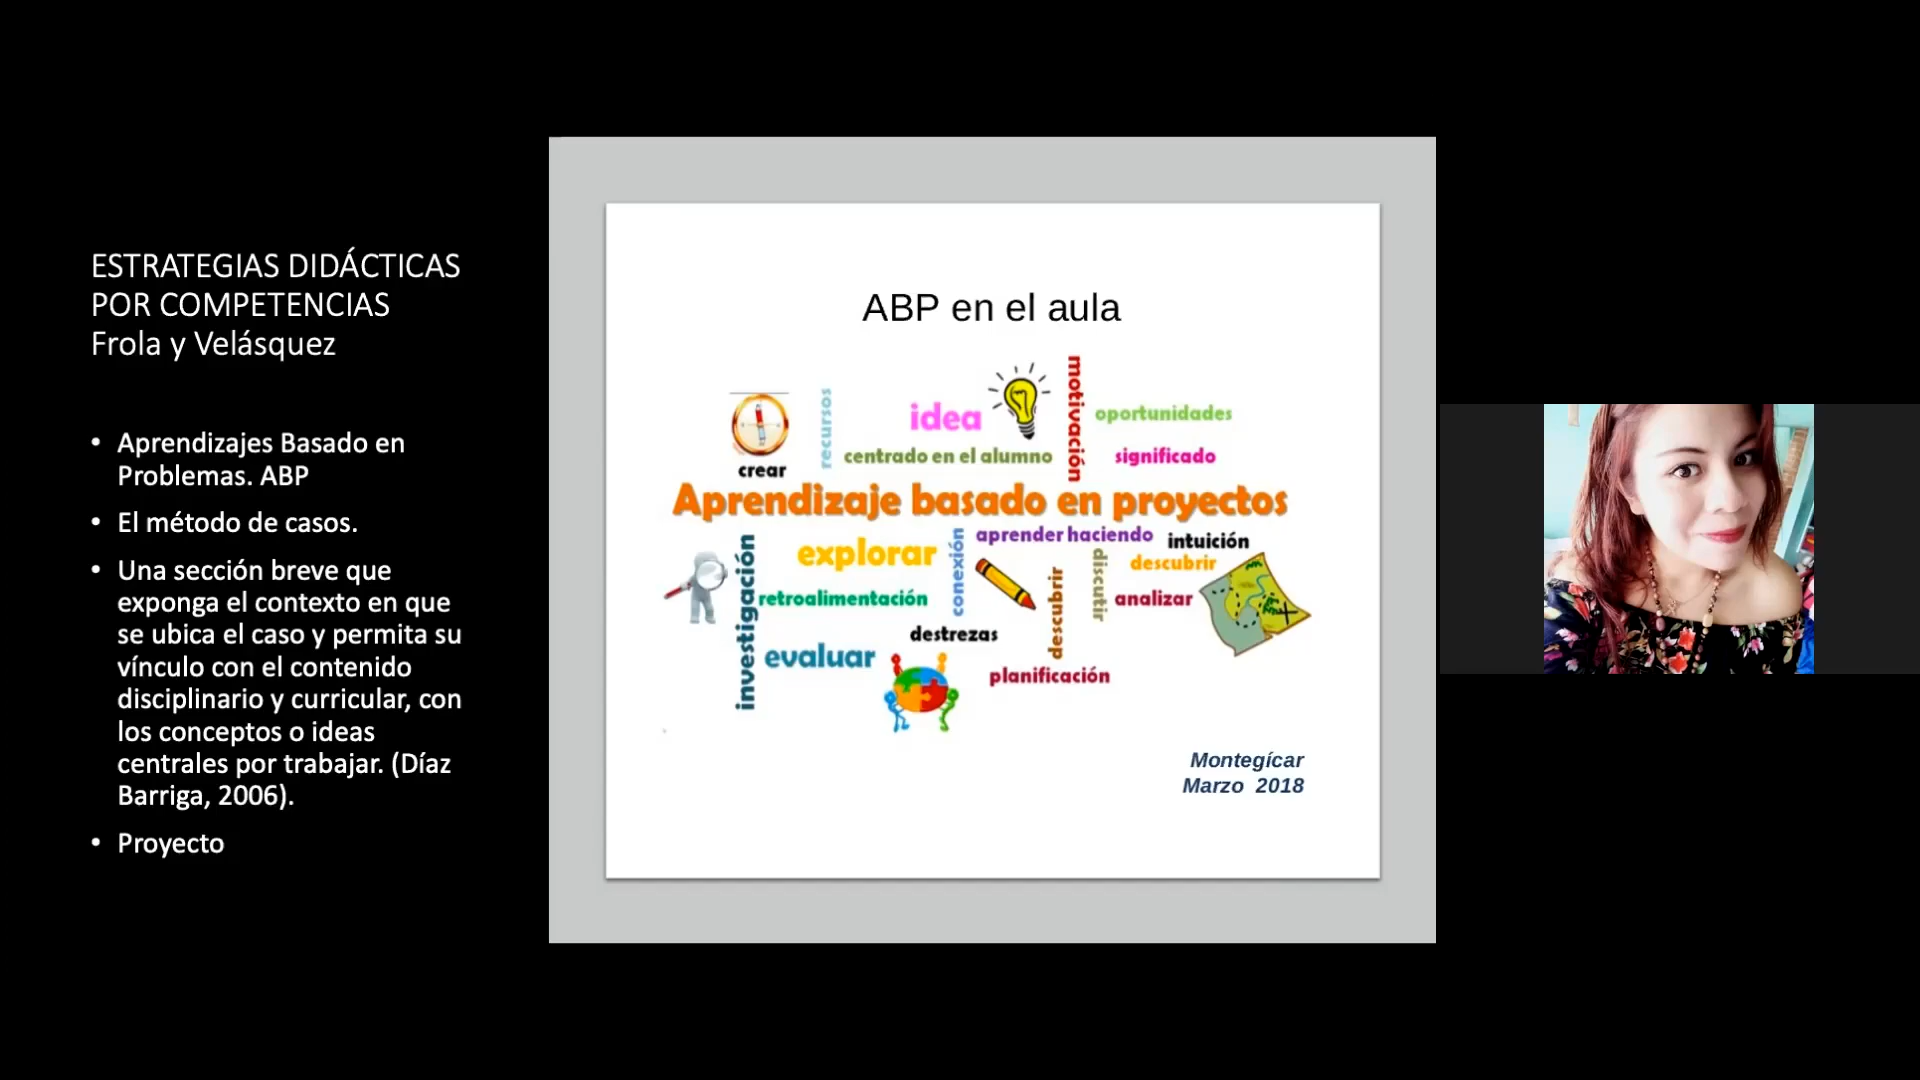 ESTRATEGIAS DIDÁCTICAS
POR COMPETENCIAS
Frola y Velásquez
• Aprendizajes Basado en
Problemas. ABP
• El método de casos.
• Una sección breve que
exponga el contexto en que
se ubica el caso y permita su
vínculo con el contenido
disciplinario y curricular, con
los conceptos o ideas
centrales por trabajar. (Díaz
Barriga, 2006).
• Proyecto
ABP en el aula
crear
recursos
idea
motivación
oportunidades
centrado en el alumno
significado
Aprendizaje basado en proyectos
investigación
explorar
conexión
aprender haciendo
intuición
descubrir
discutir
descubrir
retroalimentación
analizar
destrezas
evaluar
planificación
Montegícar
Marzo 2018